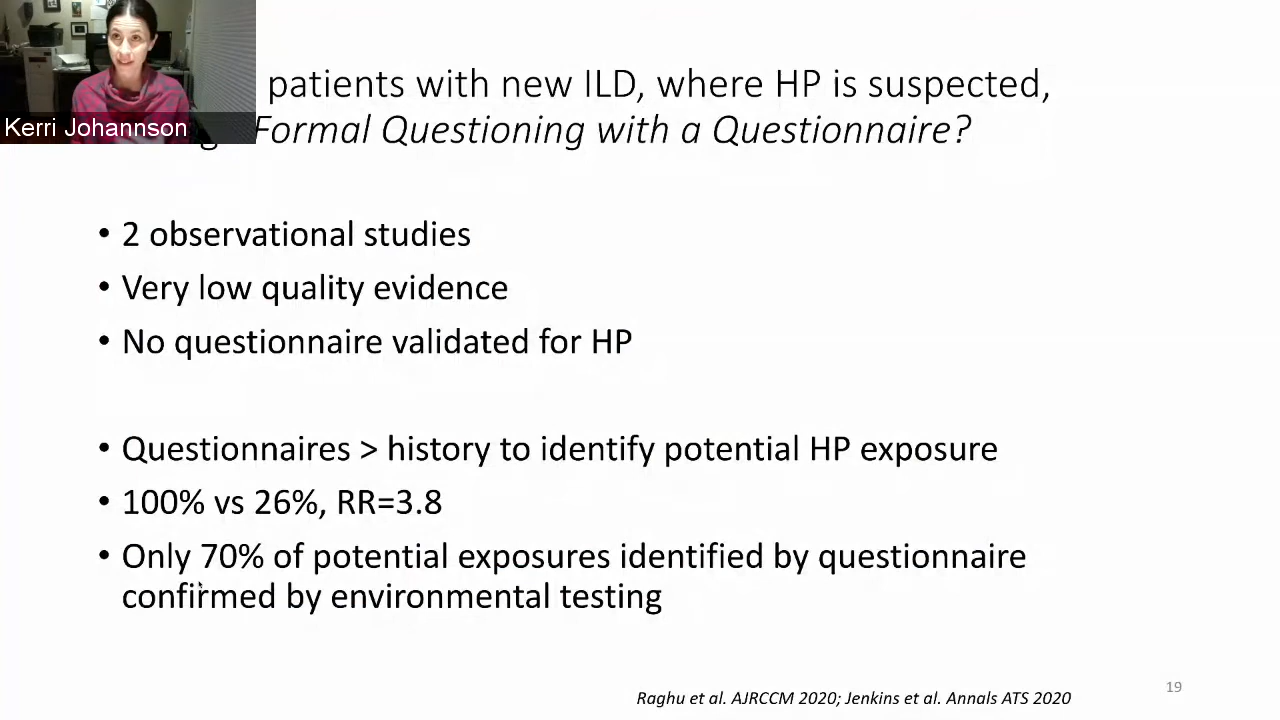 patients with new ILD, where HP is suspected,
Kerri Johannson
Formal Questioning with a Questionnaire?
• 2 observational studies
• Very low quality evidence
• No questionnaire validated for HP
• Questionnaires > history to identify potential HP exposure
• 100% vs 26%, RR=3.8
• Only 70% of potential exposures identified by questionnaire
confirmed by environmental testing
Raghu et al. AJRCCM 2020; Jenkins et al. Annals ATS 2020
19